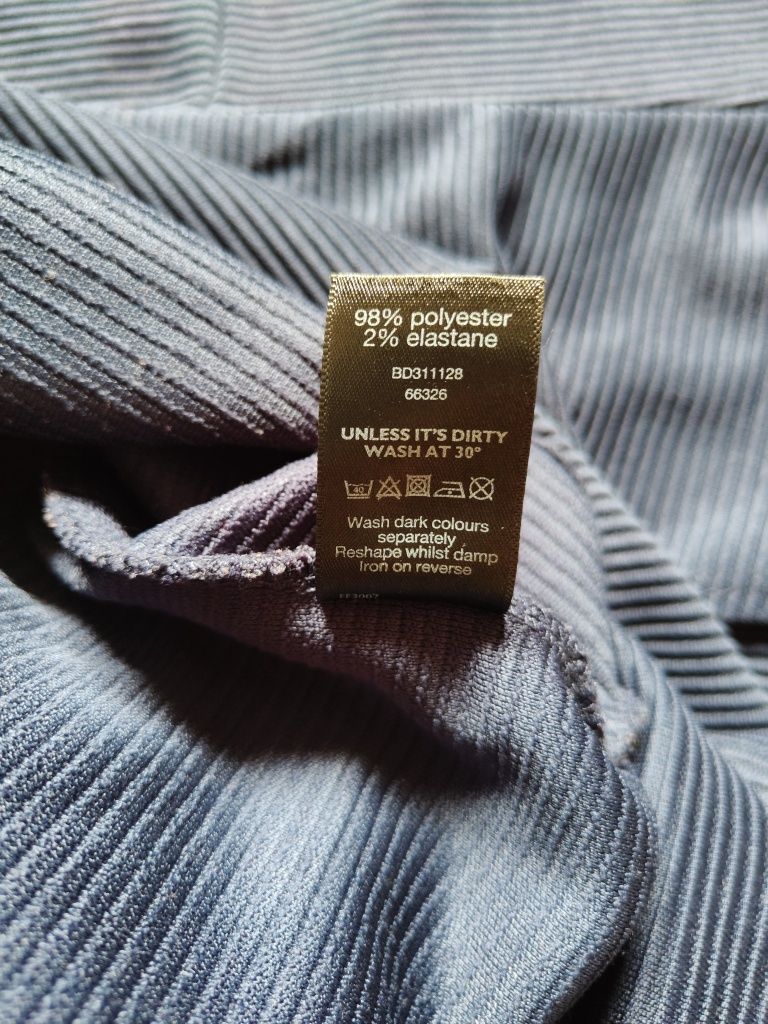 98% polyester
2% elastane
BD311128
66326
UNLESS IT'S DIRTY
WASH AT 30°
40
Wash dark colours
separately
Reshape whilst damp
Iron on reverse